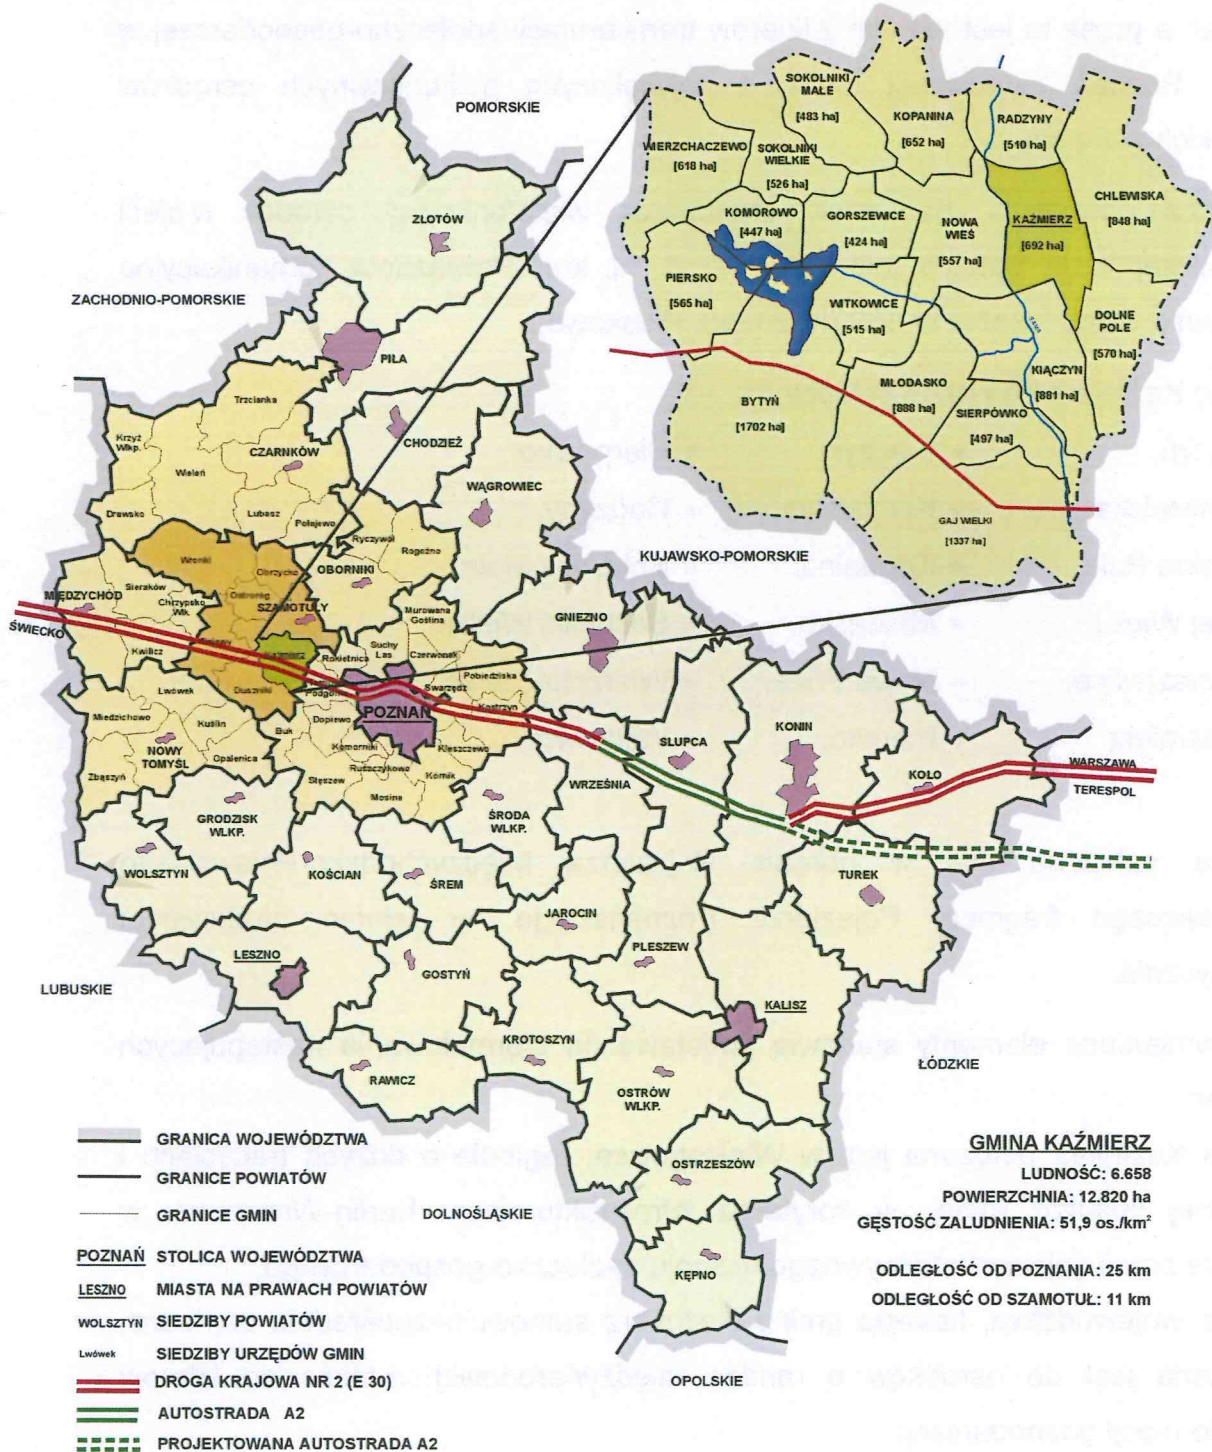 POMORSKIE
ZŁOTÓW
ZACHODNIO-POMORSKIE
PIŁA
Trzcianka
Krzyż
Wlkp.
CZARNKÓW
Wieleń
CHODZIEŻ
WĄGROWIEC
Drawsko
Lubasz
Połajewo
Ryczywół
Rogoźno
Wronki
Obrzycko
OBORNIKI
KUJAWSKO-POMORSKIE
MIĘDZYCHÓD
Sieraków
Chrzypsko
Wlk.
Ostroróg
SZAMOTUŁY
Murowana
Goślina
GNIEZNO
ŚWIECKO
Kwilicz
Pniewy
Kaźmierz
Rokietnica
Suchy
Las
Czerwonak
Pobiedziska
Lwówek
Duszniki
Tarnowo
Podgórne
Swarzędz
Kostrzyn
Miedzichowo
Kuślin
POZNAŃ
NOWY
TOMYŚL
Opalenica
Buk
Dopiewo
Komorniki
Kleszczewo
SŁUPCA
KONIN
Zbąszyń
Stęszew
Puszczykowo
Kórnik
Mosina
WRZEŚNIA
KOŁO
WARSZAWA
TERESPOL
GRODZISK
WLKP.
ŚRODA
WLKP.
WOLSZTYN
KOŚCIAN
ŚREM
TUREK
JAROCIN
LESZNO
GOSTYŃ
PLESZEW
LUBUSKIE
KALISZ
KROTOSZYN
RAWICZ
OSTRÓW
WLKP.
ŁÓDZKIE
OSTRZESZÓW
DOLNOŚLĄSKIE
KĘPNO
OPOLSKIE
SOKOLNIKI
MAŁE
[483 ha]
KOPANINA
[652 ha]
RADZYNY
[510 ha]
WIERZCHACZEWO
[618 ha]
SOKOLNIKI
WIELKIE
[526 ha]
CHLEWISKA
[848 ha]
KOMOROWO
[447 ha]
GORSZEWICE
[424 ha]
NOWA
WIEŚ
[557 ha]
KAŹMIERZ
[692 ha]
PIERSKO
[565 ha]
WITKOWICE
[515 ha]
SAMA
DOLNE
POLE
[570 ha]
BYTYŃ
[1702 ha]
MŁODASKO
[888 ha]
KIĄCZYN
[881 ha]
SIERPÓWKO
[497 ha]
GAJ WIELKI
[1337 ha]
GRANICA WOJEWÓDZTWA
GRANICE POWIATÓW
GRANICE GMIN
POZNAŃ STOLICA WOJEWÓDZTWA
LESZNO MIASTA NA PRAWACH POWIATÓW
WOLSZTYN SIEDZIBY POWIATÓW
Lwówek SIEDZIBY URZĘDÓW GMIN
DROGA KRAJOWA NR 2 (E 30)
AUTOSTRADA A2
PROJEKTOWANA AUTOSTRADA A2
GMINA KAŹMIERZ
LUDNOŚĆ: 6.658
POWIERZCHNIA: 12.820 ha
GĘSTOŚĆ ZALUDNIENIA: 51,9 os./km²
ODLEGŁOŚĆ OD POZNANIA: 25 km
ODLEGŁOŚĆ OD SZAMOTUŁ: 11 km